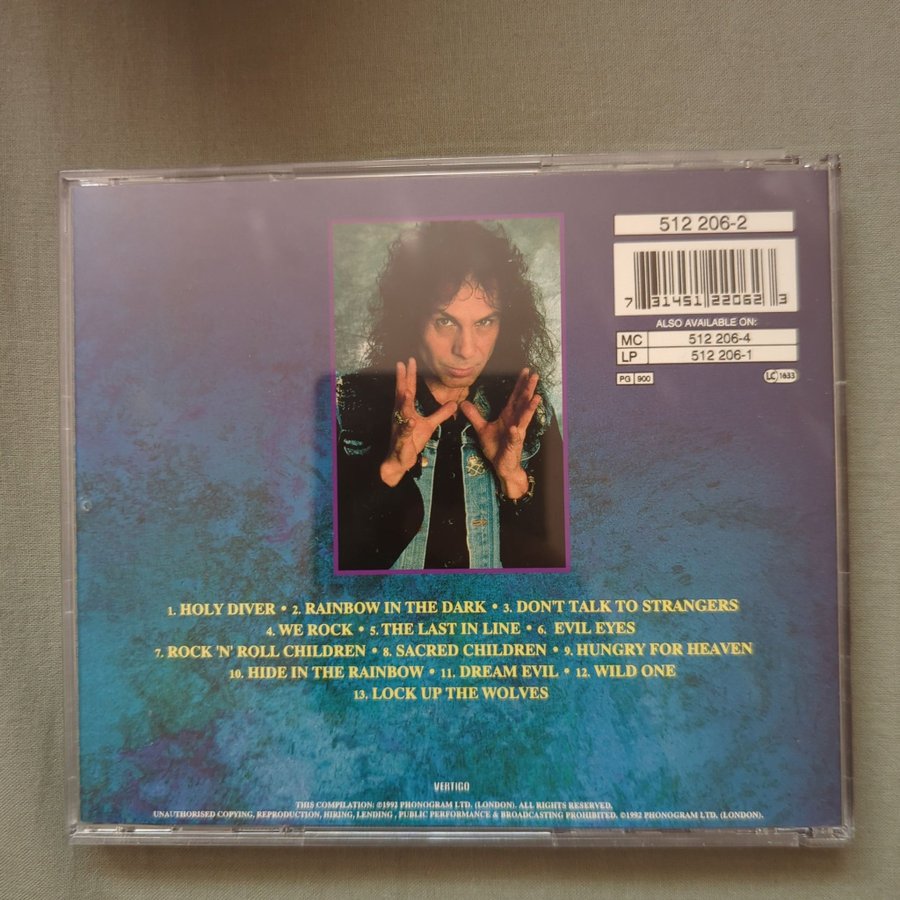 512 206-2
7 31451 22062 3
ALSO AVAILABLE ON:
MC 512 206-4
LP 512 206-1
PG 900 LC 1633
1. HOLY DIVER • 2. RAINBOW IN THE DARK • 3. DON'T TALK TO STRANGERS
4. WE ROCK • 5. THE LAST IN LINE • 6. EVIL EYES
7. ROCK 'N' ROLL CHILDREN • 8. SACRED CHILDREN • 9. HUNGRY FOR HEAVEN
10. HIDE IN THE RAINBOW • 11. DREAM EVIL • 12. WILD ONE
13. LOCK UP THE WOLVES
VERTIGO
THIS COMPILATION: ©1992 PHONOGRAM LTD. (LONDON). ALL RIGHTS RESERVED.
UNAUTHORISED COPYING, REPRODUCTION, HIRING, LENDING , PUBLIC PERFORMANCE & BROADCASTING PROHIBITED. ©1992 PHONOGRAM LTD. (LONDON).